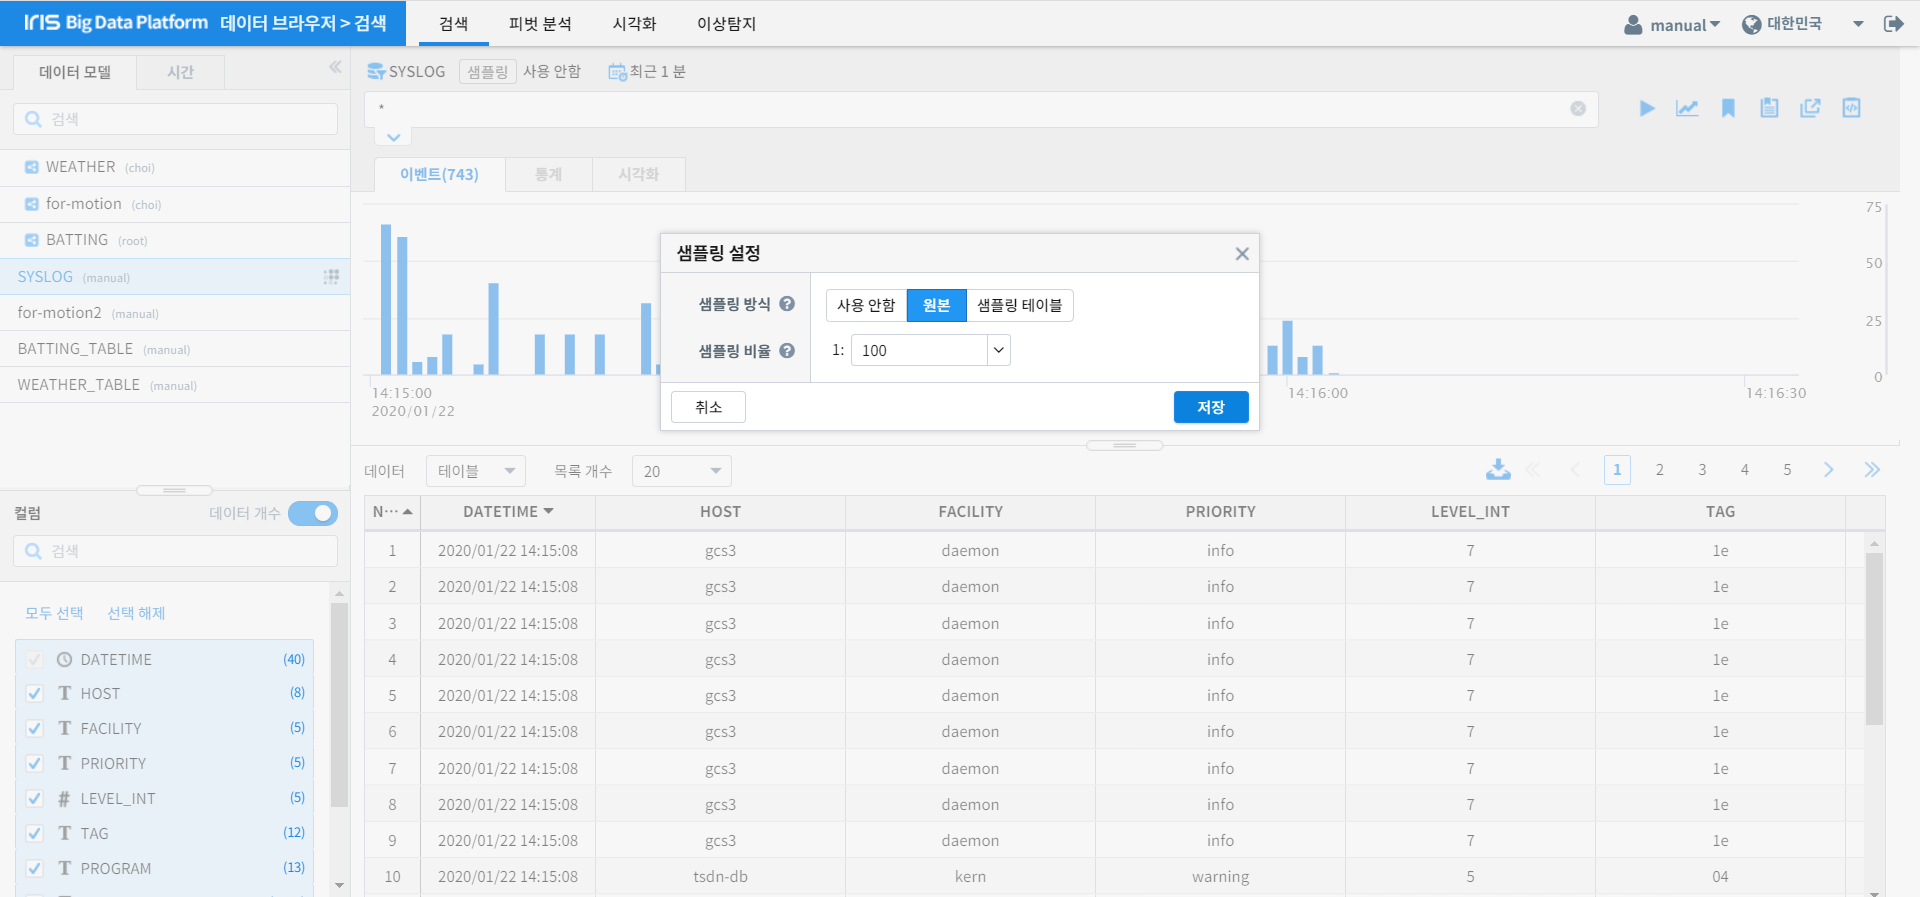 IRIS Big Data Platform 데이터 브라우저 > 검색
검색 피벗 분석 시각화 이상탐지
manual 대한민국
데이터 모델 시간
검색
WEATHER (choi)
for-motion (choi)
BATTING (root)
SYSLOG (manual)
for-motion2 (manual)
BATTING_TABLE (manual)
WEATHER_TABLE (manual)
컬럼 데이터 개수
검색
모두 선택 선택 해제
DATETIME (40)
T HOST (8)
T FACILITY (5)
T PRIORITY (5)
# LEVEL_INT (5)
T TAG (12)
T PROGRAM (13)
SYSLOG 샘플링 사용 안함 최근 1 분
*
이벤트(743) 통계 시각화
75
50
25
0
14:15:00
2020/01/22
14:16:00
14:16:30
샘플링 설정
샘플링 방식 ? 사용 안함 원본 샘플링 테이블
샘플링 비율 ? 1: 100
취소 저장
데이터 테이블 목록 개수 20
1 2 3 4 5
N··· DATETIME HOST FACILITY PRIORITY LEVEL_INT TAG
1 2020/01/22 14:15:08 gcs3 daemon info 7 1e
2 2020/01/22 14:15:08 gcs3 daemon info 7 1e
3 2020/01/22 14:15:08 gcs3 daemon info 7 1e
4 2020/01/22 14:15:08 gcs3 daemon info 7 1e
5 2020/01/22 14:15:08 gcs3 daemon info 7 1e
6 2020/01/22 14:15:08 gcs3 daemon info 7 1e
7 2020/01/22 14:15:08 gcs3 daemon info 7 1e
8 2020/01/22 14:15:08 gcs3 daemon info 7 1e
9 2020/01/22 14:15:08 gcs3 daemon info 7 1e
10 2020/01/22 14:15:08 tsdn-db kern warning 5 04